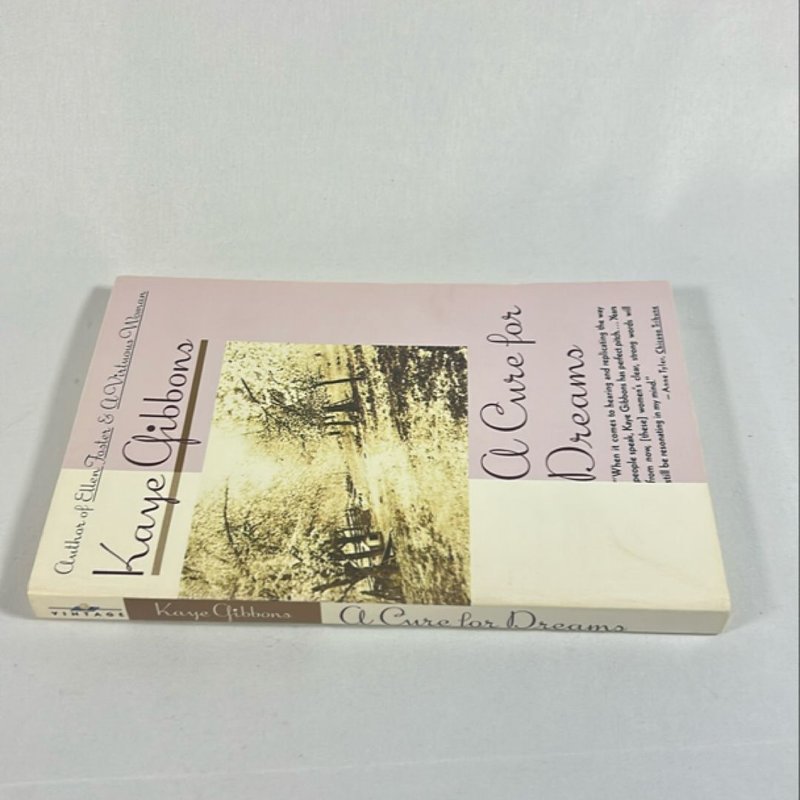 Author of Ellen Foster & A Virtuous Woman
Kaye Gibbons
A Cure for
Dreams
"When it comes to hearing and replicating the way
people speak, Kaye Gibbons has perfect pitch... Years
from now, [these] women's clear, strong words will
still be resonating in my mind."
— Anne Tyler, Chicago Tribune
VINTAGE
Kaye Gibbons
A Cure for Dreams